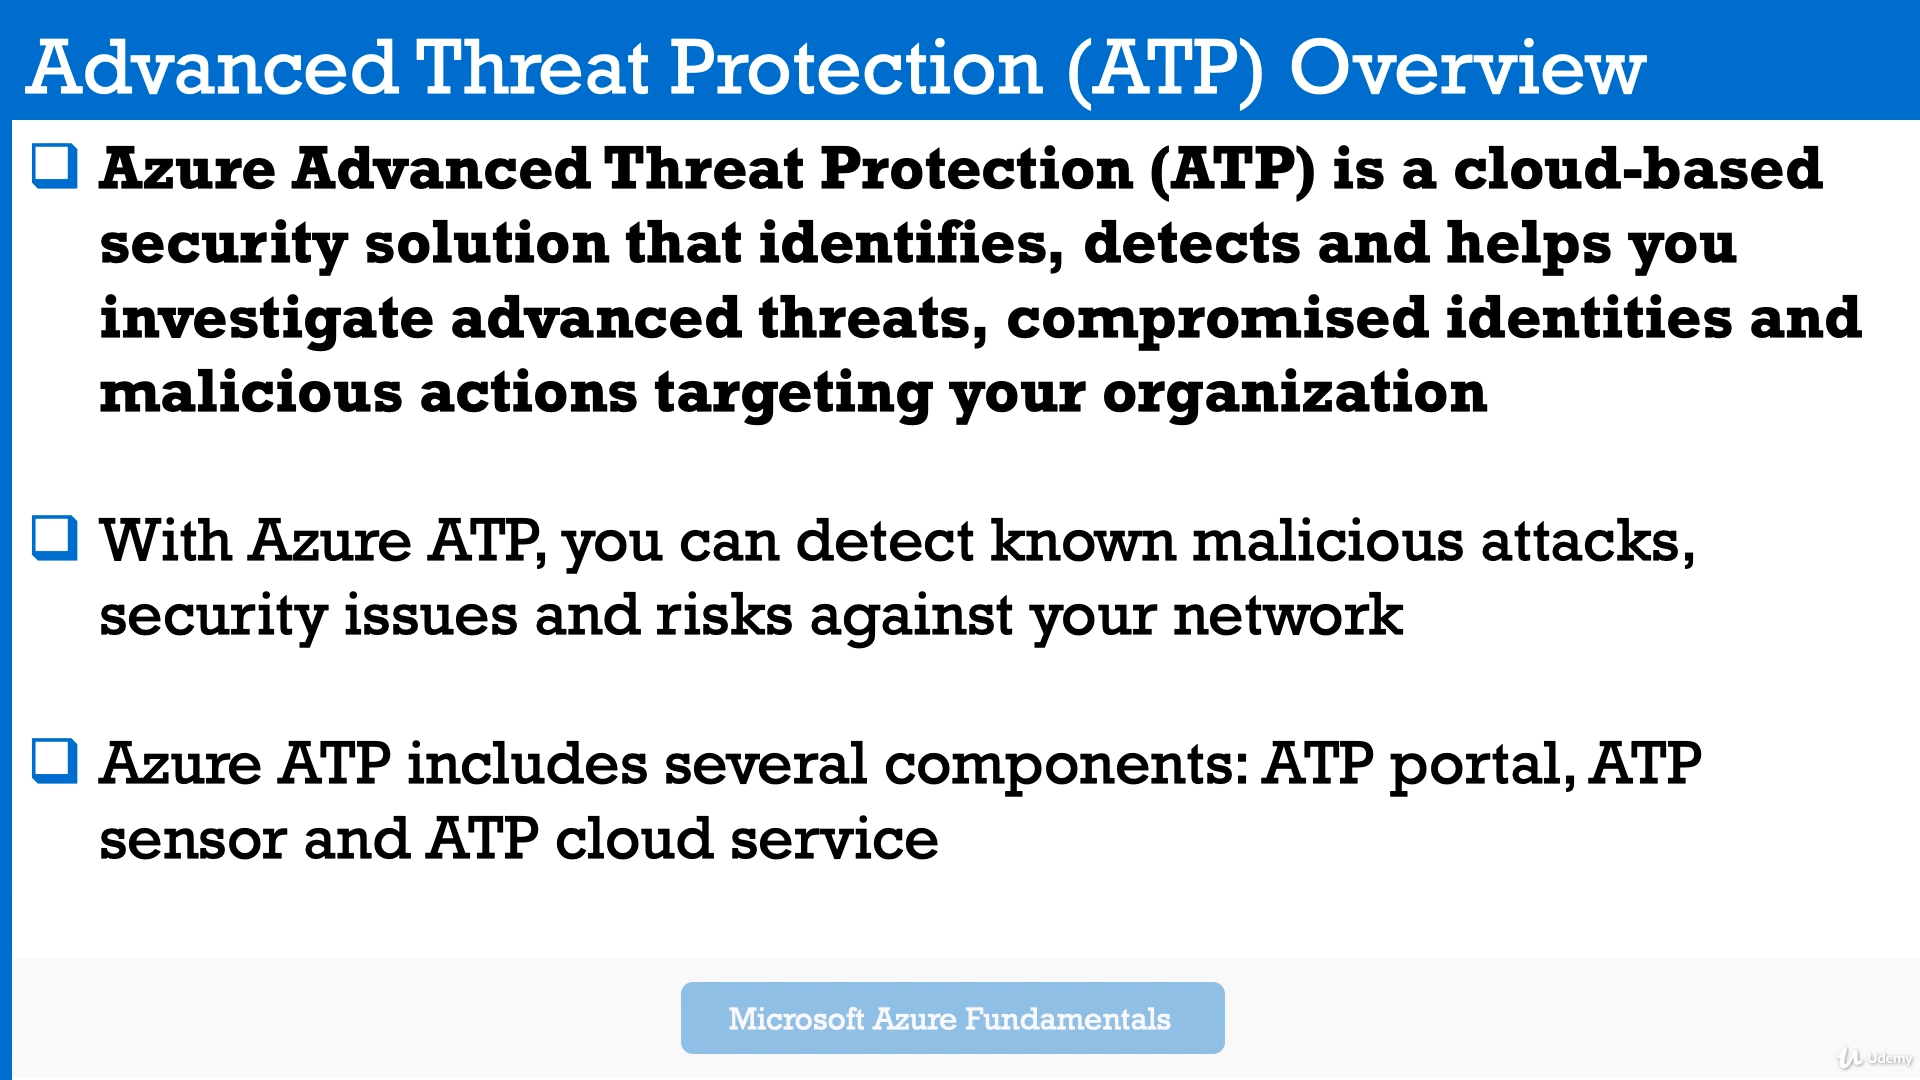 Advanced Threat Protection (ATP) Overview
Azure Advanced Threat Protection (ATP) is a cloud-based
security solution that identifies, detects and helps you
investigate advanced threats, compromised identities and
malicious actions targeting your organization
With Azure ATP, you can detect known malicious attacks,
security issues and risks against your network
Azure ATP includes several components: ATP portal, ATP
sensor and ATP cloud service
Microsoft Azure Fundamentals
Udemy